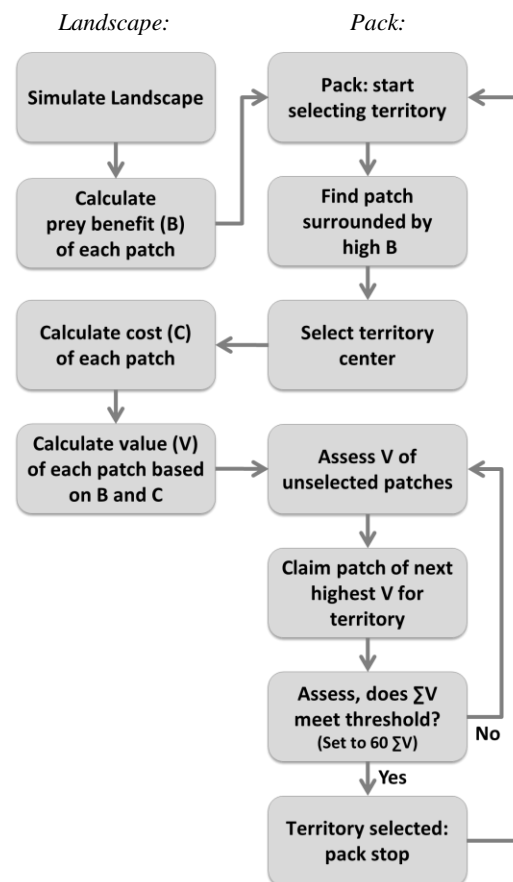 Landscape:
Pack:
Simulate Landscape
Pack: start
selecting territory
Calculate
prey benefit (B)
of each patch
Find patch
surrounded by
high B
Calculate cost (C)
of each patch
Select territory
center
Calculate value (V)
of each patch based
on B and C
Assess V of
unselected patches
Claim patch of next
highest V for
territory
Assess, does ∑V
meet threshold?
(Set to 60 ∑V)
No
Yes
Territory selected:
pack stop